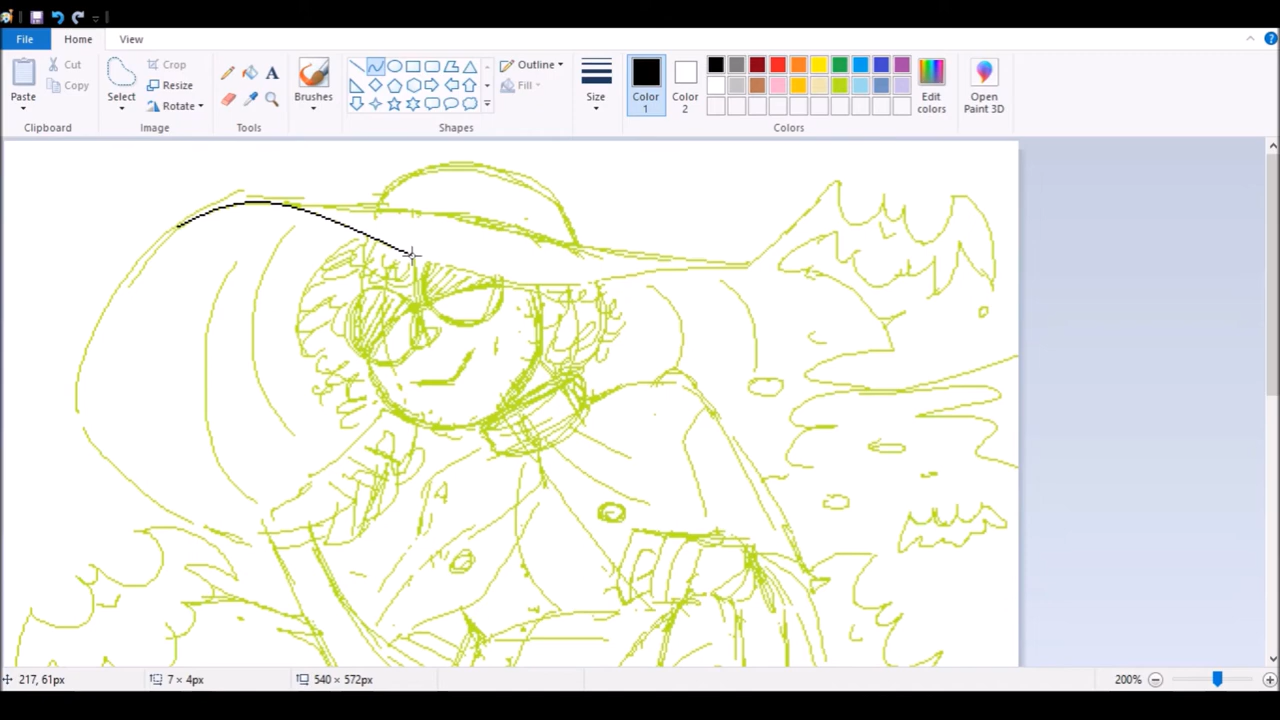 File Home View
Paste
Cut
Copy
Clipboard
Select
Crop
Resize
Rotate
Image
A
Tools
Brushes
Outline
Fill
Shapes
Size
Color 1
Color 2
Edit colors
Colors
Open Paint 3D
217, 61px 7 × 4px 540 × 572px 200%